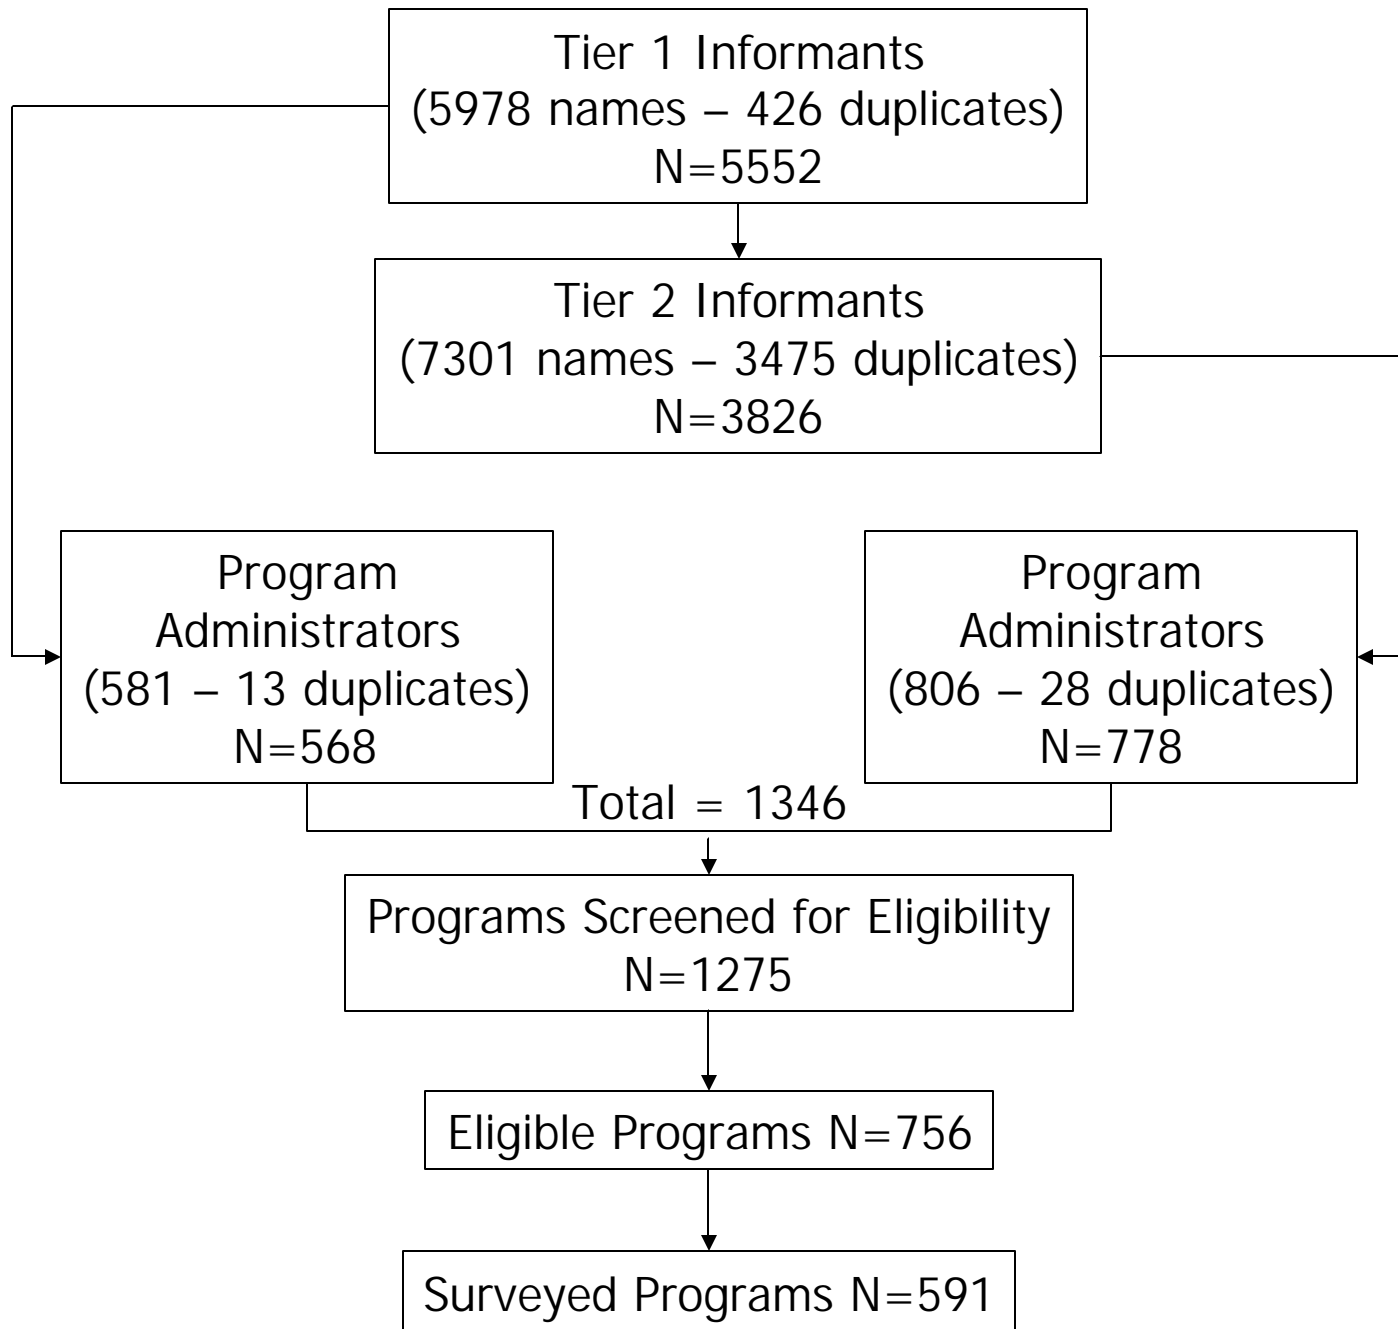 Tier 1 Informants
(5978 names – 426 duplicates)
N=5552
Tier 2 Informants
(7301 names – 3475 duplicates)
N=3826
Program
Administrators
(581 – 13 duplicates)
N=568
Program
Administrators
(806 – 28 duplicates)
N=778
Total = 1346
Programs Screened for Eligibility
N=1275
Eligible Programs N=756
Surveyed Programs N=591